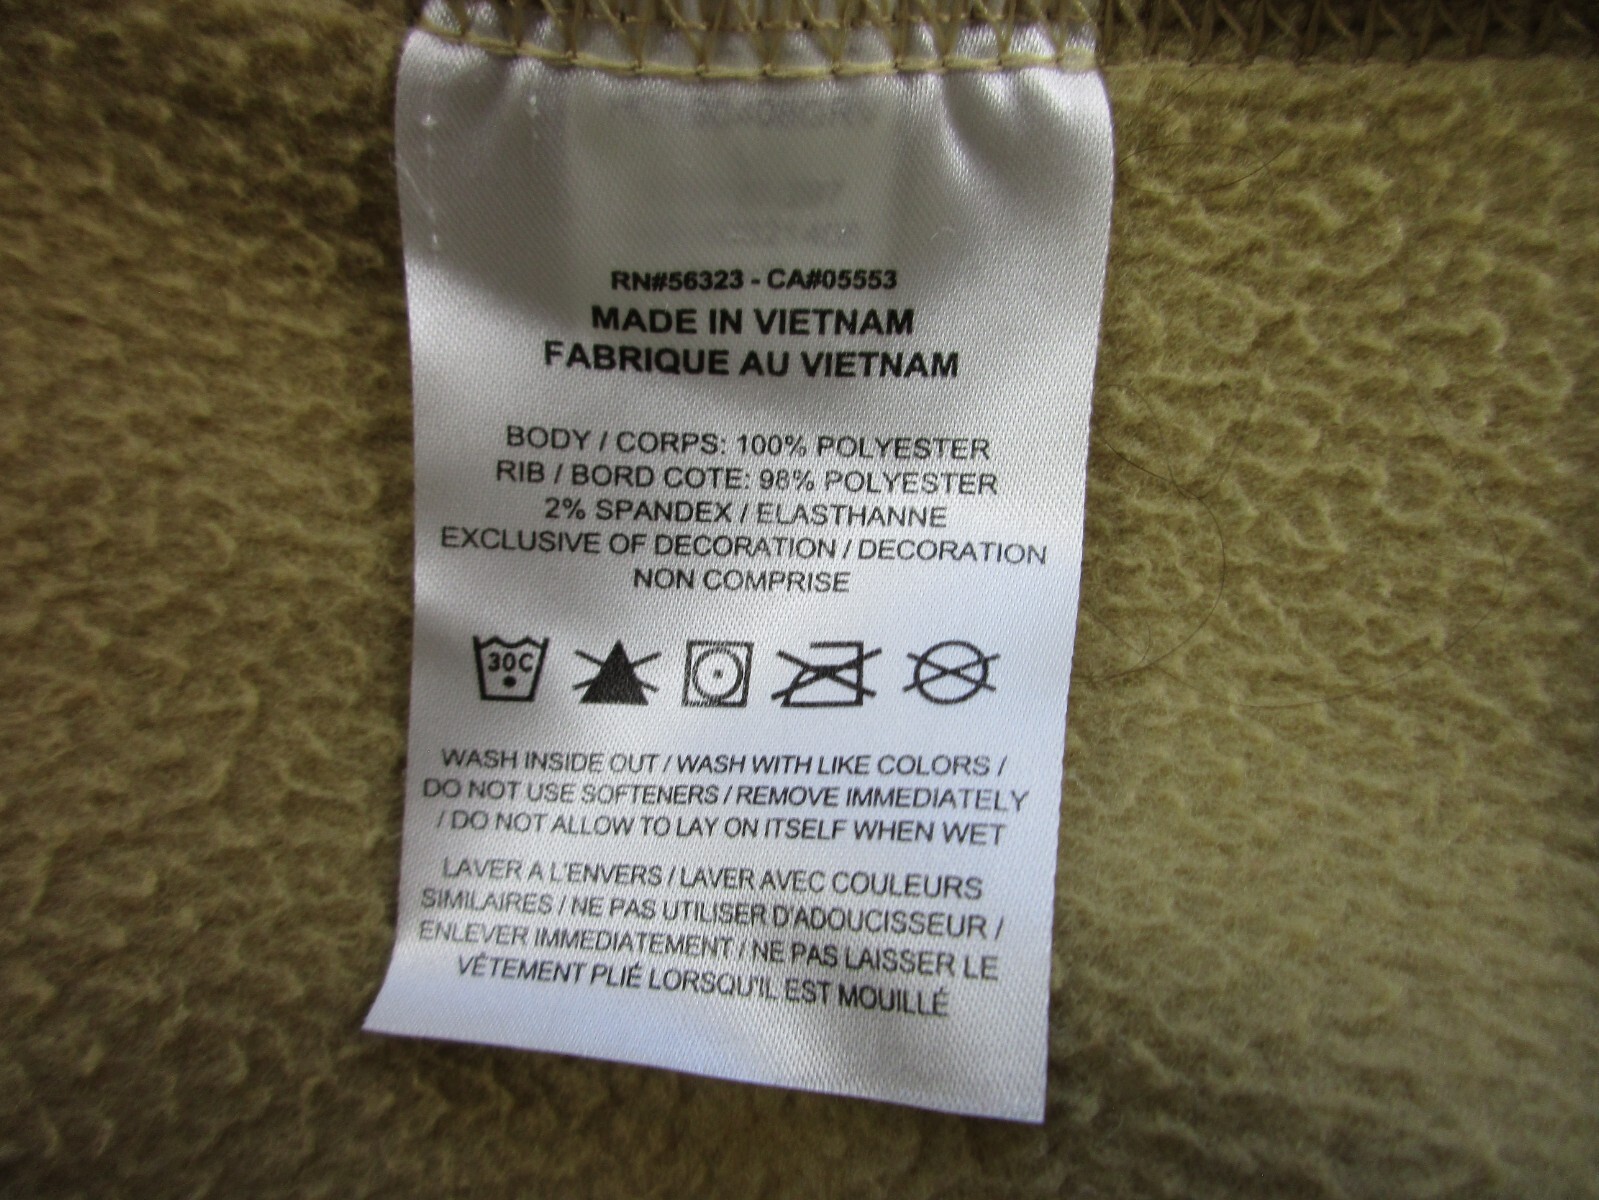 RN#56323 - CA#05553
MADE IN VIETNAM
FABRIQUE AU VIETNAM
BODY / CORPS: 100% POLYESTER
RIB / BORD COTE: 98% POLYESTER
2% SPANDEX / ELASTHANNE
EXCLUSIVE OF DECORATION / DECORATION
NON COMPRISE
30C
WASH INSIDE OUT / WASH WITH LIKE COLORS /
DO NOT USE SOFTENERS / REMOVE IMMEDIATELY
/ DO NOT ALLOW TO LAY ON ITSELF WHEN WET
LAVER A L'ENVERS / LAVER AVEC COULEURS
SIMILAIRES / NE PAS UTILISER D'ADOUCISSEUR /
ENLEVER IMMEDIATEMENT / NE PAS LAISSER LE
VÊTEMENT PLIÉ LORSQU'IL EST MOUILLÉ